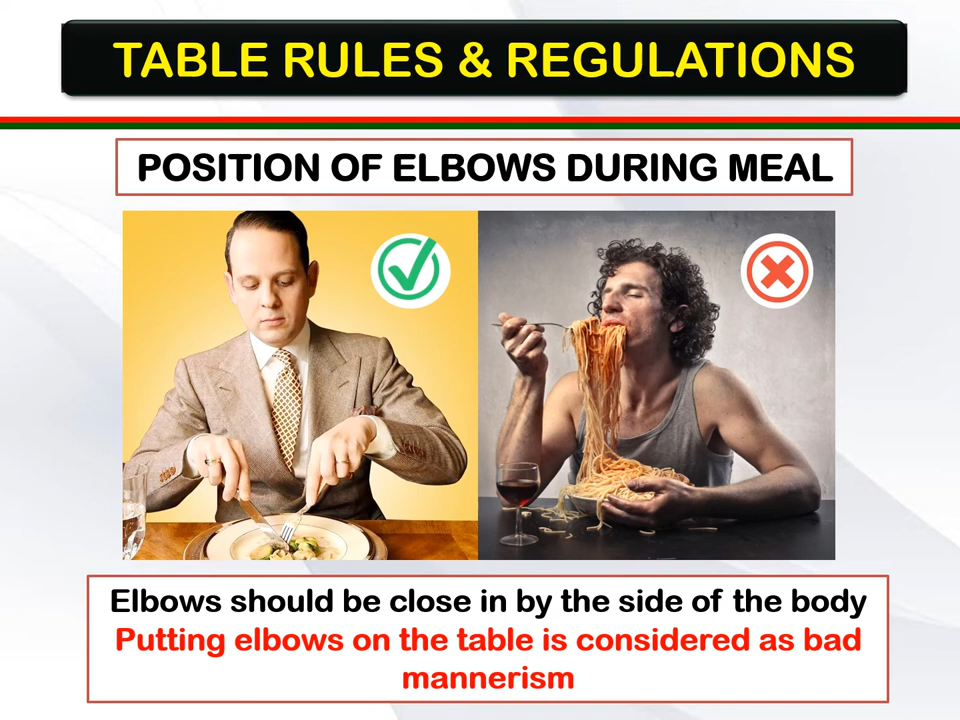 TABLE RULES & REGULATIONS
POSITION OF ELBOWS DURING MEAL
Elbows should be close in by the side of the body
Putting elbows on the table is considered as bad
mannerism